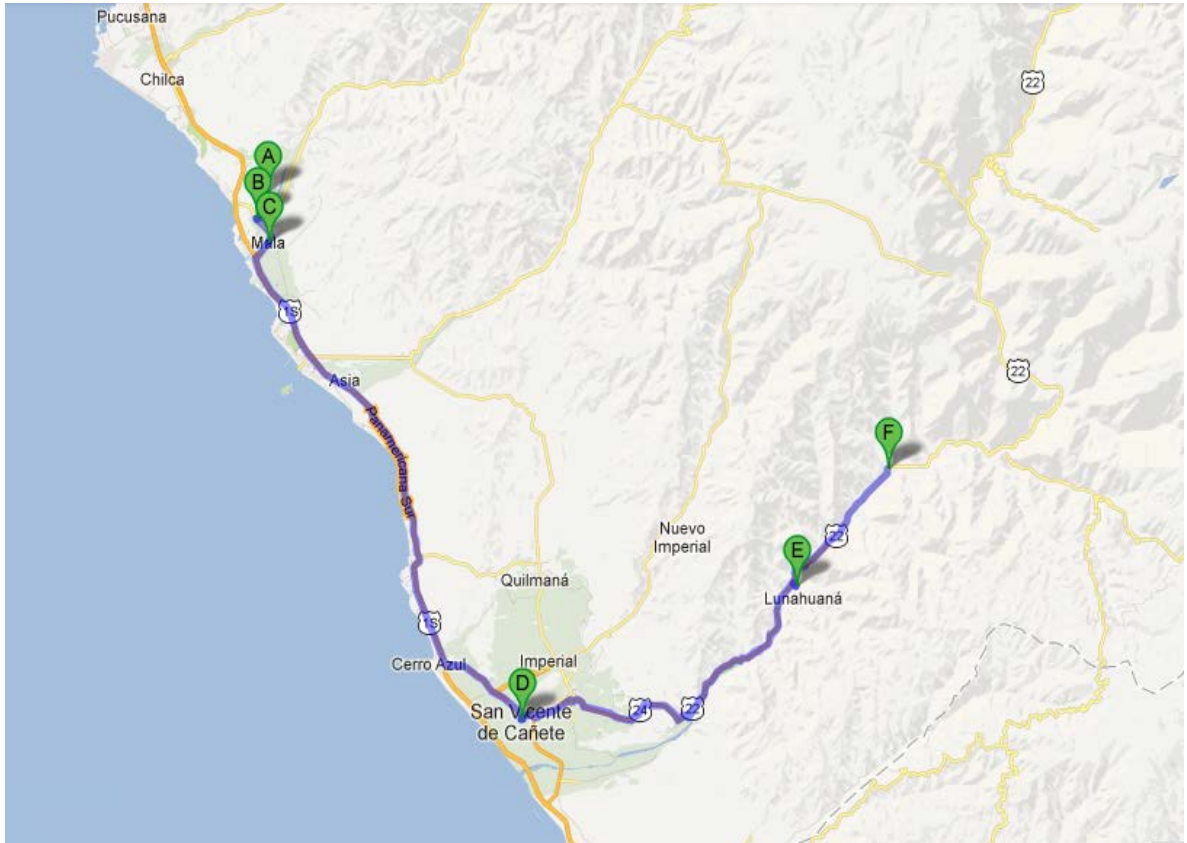 Pucusana
Chilca
22
A
B
C
Mala
1S
22
Asia
Panamericana Sur
F
22
Nuevo
Imperial
E
Quilmaná
Lunahuaná
1S
Cerro Azul
Imperial
D
San Vicente
de Cañete
24
22